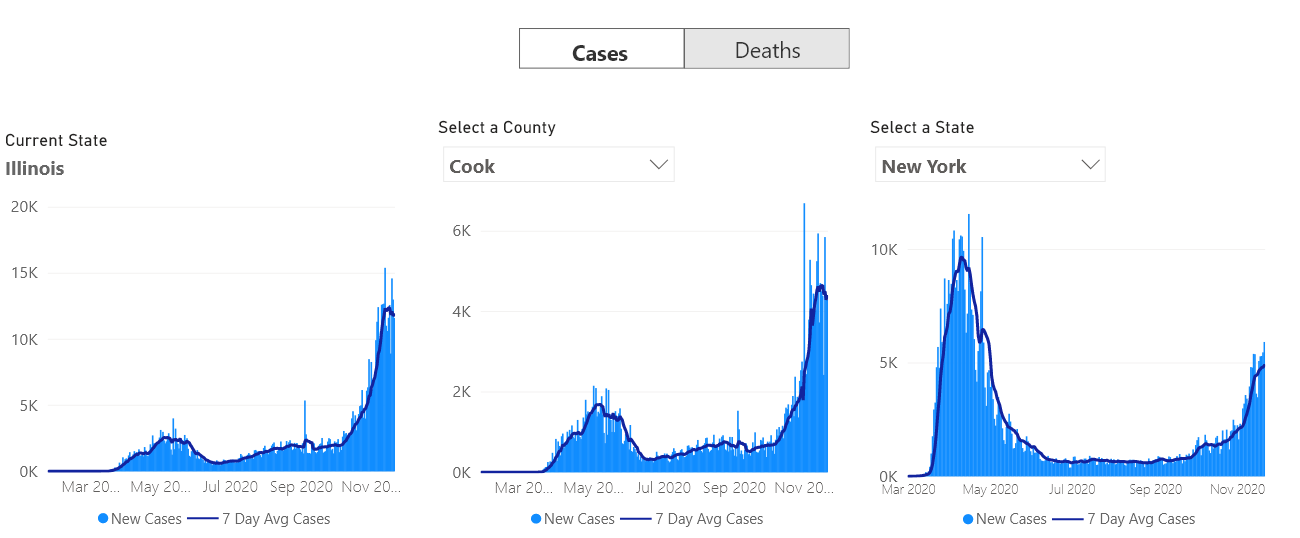 Cases
Deaths
Current State
Illinois
20K
15K
10K
5K
0K
Mar 20... May 20... Jul 2020 Sep 2020 Nov 20...
New Cases 7 Day Avg Cases
Select a County
Cook
6K
4K
2K
0K
Mar 20... May 20... Jul 2020 Sep 2020 Nov 20...
New Cases 7 Day Avg Cases
Select a State
New York
10K
5K
0K
Mar 2020 May 2020 Jul 2020 Sep 2020 Nov 2020
New Cases 7 Day Avg Cases